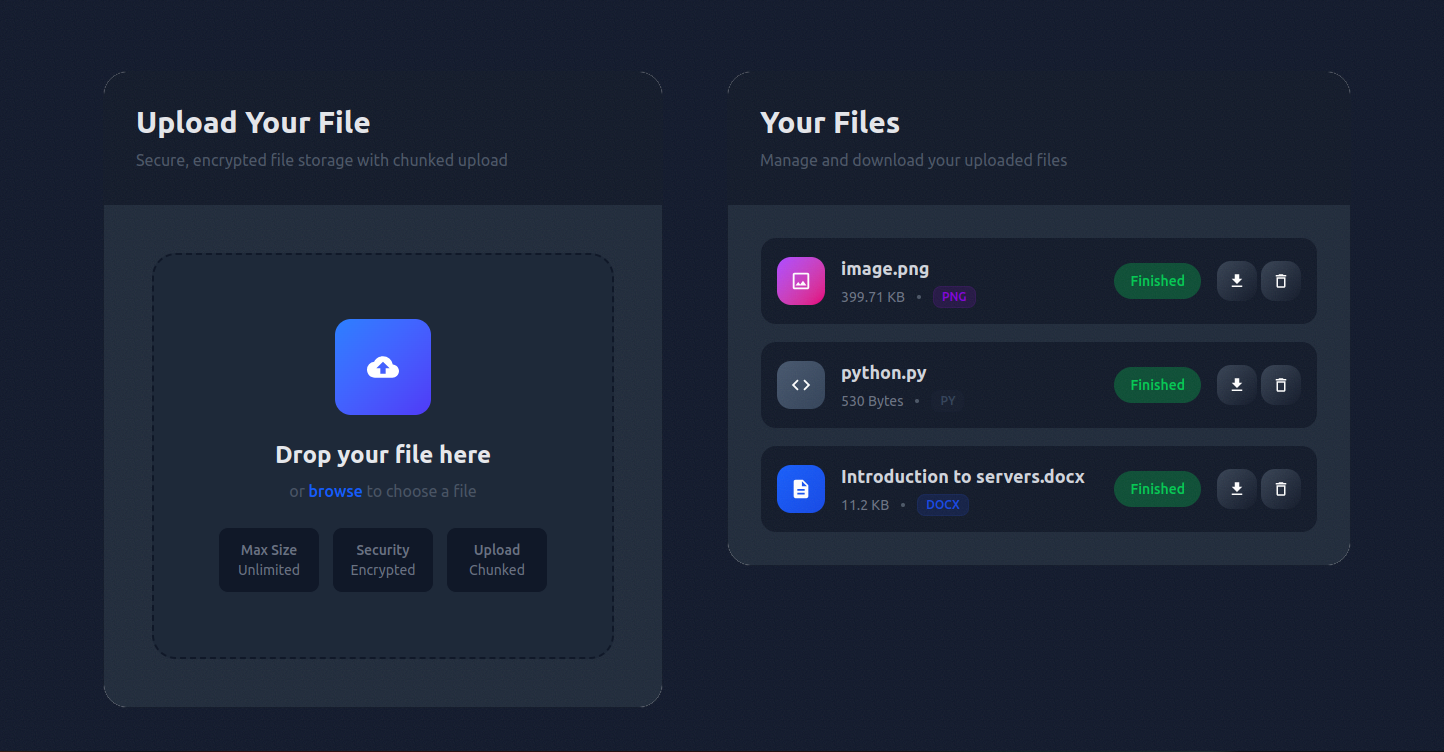 Upload Your File
Secure, encrypted file storage with chunked upload
Drop your file here
or browse to choose a file
Max Size
Unlimited
Security
Encrypted
Upload
Chunked
Your Files
Manage and download your uploaded files
image.png
399.71 KB • PNG
Finished
python.py
530 Bytes • PY
Finished
Introduction to servers.docx
11.2 KB • DOCX
Finished